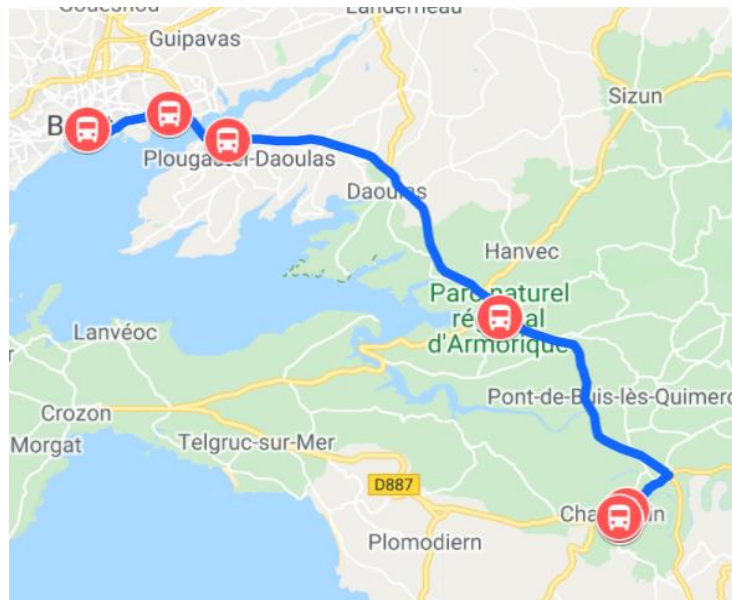 Guipavas
Sizun
Plougastel-Daoulas
Daoulas
Hanvec
Parc naturel
régional
d'Armorique
Lanvéoc
Pont-de-Buis-lès-Quimerc
Crozon
Morgat
Telgruc-sur-Mer
D887
Plomodiern